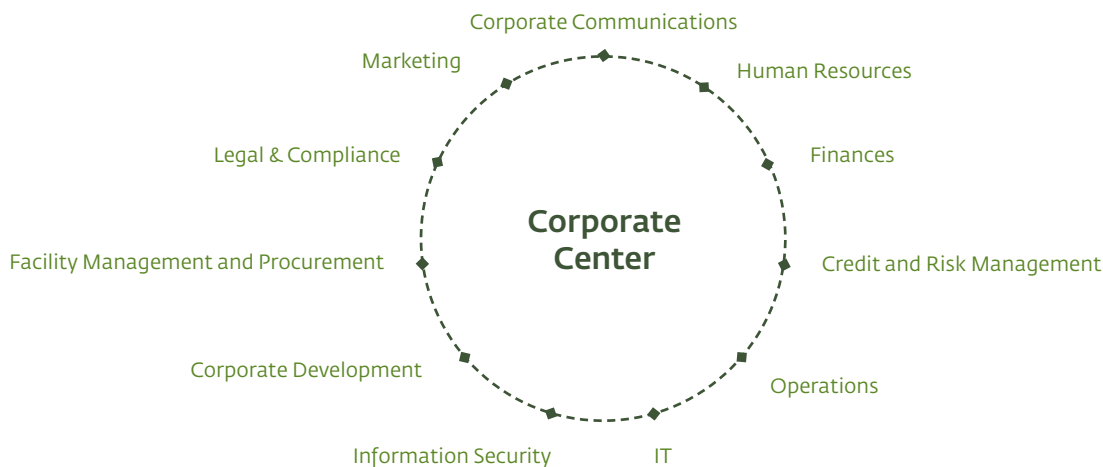 Corporate Communications
Marketing
Human Resources
Legal & Compliance
Finances
Corporate
Center
Facility Management and Procurement
Credit and Risk Management
Corporate Development
Operations
Information Security
IT